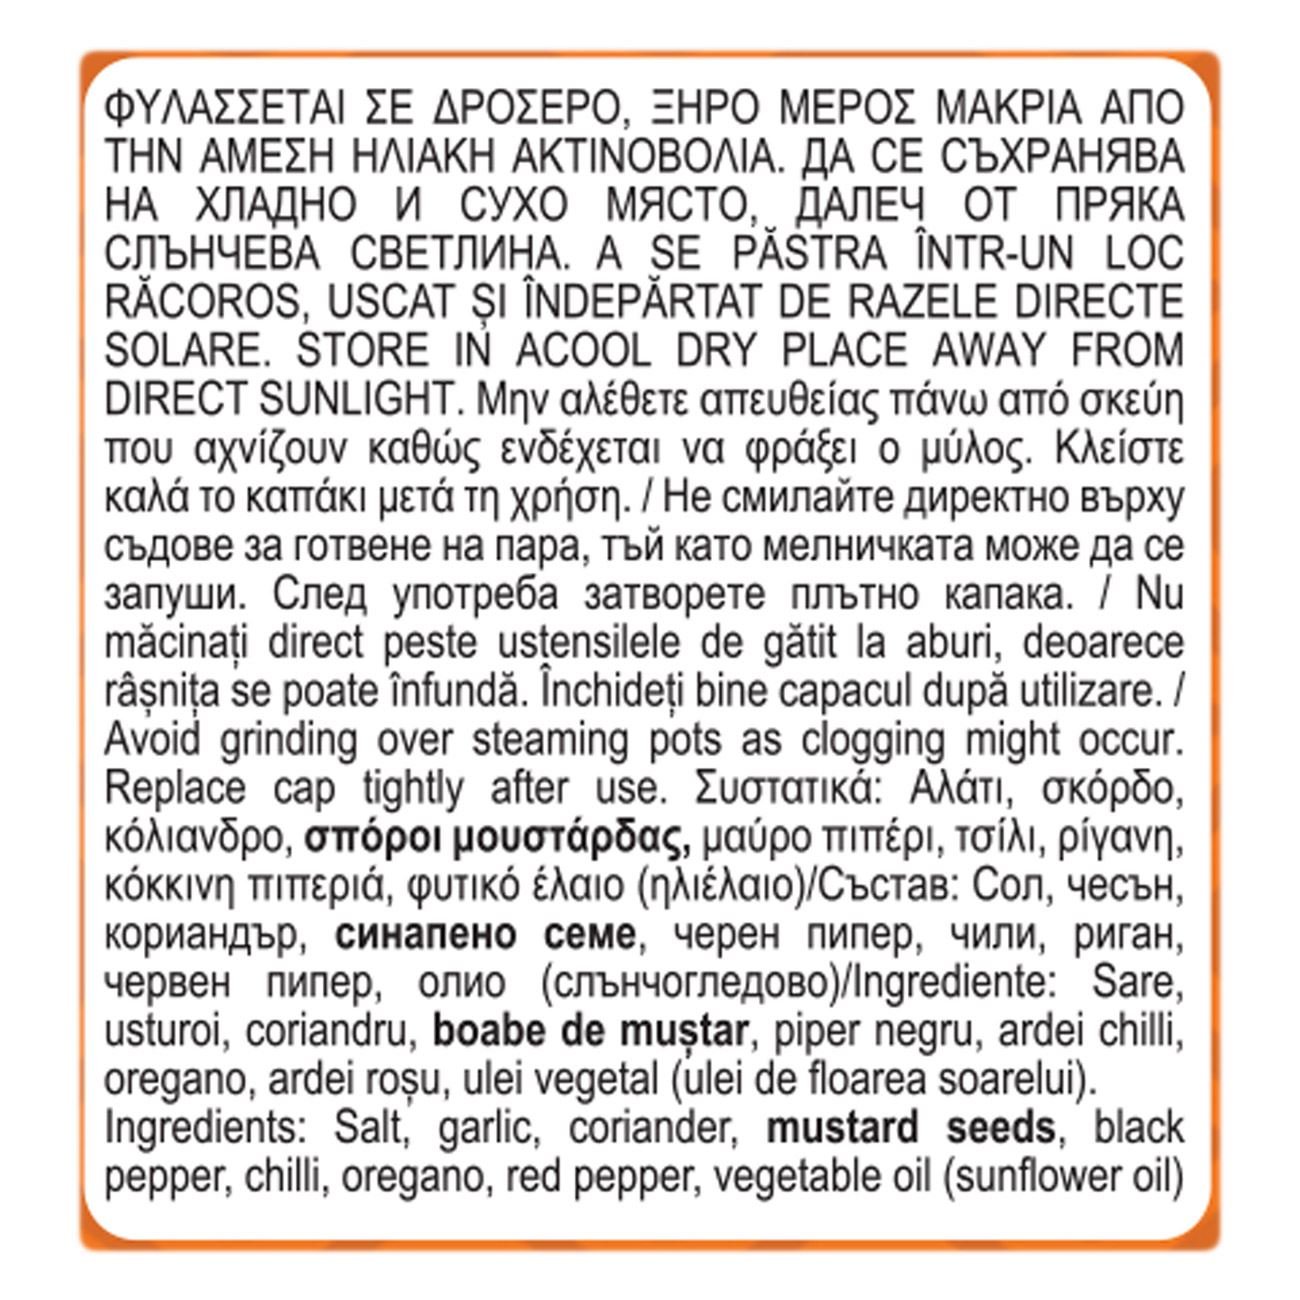 ΦΥΛΑΣΣΕΤΑΙ ΣΕ ΔΡΟΣΕΡΟ, ΞΗΡΟ ΜΕΡΟΣ ΜΑΚΡΙΑ ΑΠΟ
ΤΗΝ ΑΜΕΣΗ ΗΛΙΑΚΗ ΑΚΤΙΝΟΒΟΛΙΑ. ДА СЕ СЪХРАНЯВА
НА ХЛАДНО И СУХО МЯСТО, ДАЛЕЧ ОТ ПРЯКА
СЛЪНЧЕВА СВЕТЛИНА. A SE PĂSTRA ÎNTR-UN LOC
RĂCOROS, USCAT ȘI ÎNDEPĂRTAT DE RAZELE DIRECTE
SOLARE. STORE IN ACOOL DRY PLACE AWAY FROM
DIRECT SUNLIGHT. Μην αλέθετε απευθείας πάνω από σκεύη
που αχνίζουν καθώς ενδέχεται να φράξει ο μύλος. Κλείστε
καλά το καπάκι μετά τη χρήση. / Не смилайте директно върху
съдове за готвене на пара, тъй като мелничката може да се
запуши. След употреба затворете плътно капака. / Nu
măcinați direct peste ustensilele de gătit la aburi, deoarece
râșnița se poate înfundă. Închideți bine capacul după utilizare. /
Avoid grinding over steaming pots as clogging might occur.
Replace cap tightly after use. Συστατικά: Αλάτι, σκόρδο,
κόλιανδρο, σπόροι μουστάρδας, μαύρο πιπέρι, τσίλι, ρίγανη,
κόκκινη πιπεριά, φυτικό έλαιο (ηλιέλαιο)/Състав: Сол, чесън,
кориандър, синапено семе, черен пипер, чили, риган,
червен пипер, олио (слънчогледово)/Ingrediente: Sare,
usturoi, coriandru, boabe de muștar, piper negru, ardei chilli,
oregano, ardei roșu, ulei vegetal (ulei de floarea soarelui).
Ingredients: Salt, garlic, coriander, mustard seeds, black
pepper, chilli, oregano, red pepper, vegetable oil (sunflower oil)